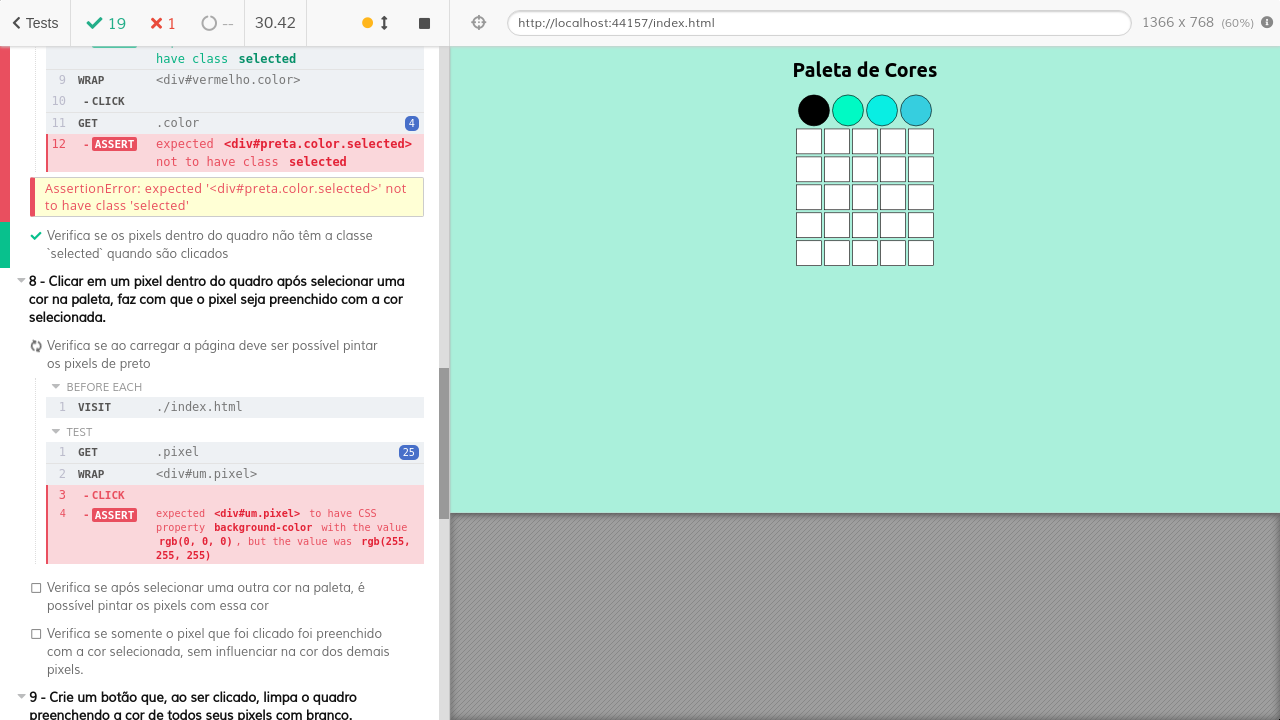 Tests 19 1 -- 30.42 http://localhost:44157/index.html 1366 x 768 (60%)
have class selected
9 WRAP <div#vermelho.color>
10 - CLICK
11 GET .color 4
12 - ASSERT expected <div#preta.color.selected>
not to have class selected
AssertionError: expected '<div#preta.color.selected>' not
to have class 'selected'
Verifica se os pixels dentro do quadro não têm a classe
`selected` quando são clicados
8 - Clicar em um pixel dentro do quadro após selecionar uma
cor na paleta, faz com que o pixel seja preenchido com a cor
selecionada.
Verifica se ao carregar a página deve ser possível pintar
os pixels de preto
BEFORE EACH
1 VISIT ./index.html
TEST
1 GET .pixel 25
2 WRAP <div#um.pixel>
3 - CLICK
4 - ASSERT expected <div#um.pixel> to have CSS
property background-color with the value
rgb(0, 0, 0) , but the value was rgb(255,
255, 255)
Verifica se após selecionar uma outra cor na paleta, é
possível pintar os pixels com essa cor
Verifica se somente o pixel que foi clicado foi preenchido
com a cor selecionada, sem influenciar na cor dos demais
pixels.
9 - Crie um botão que, ao ser clicado, limpa o quadro
preenchendo a cor de todos seus pixels com branco.
Paleta de Cores